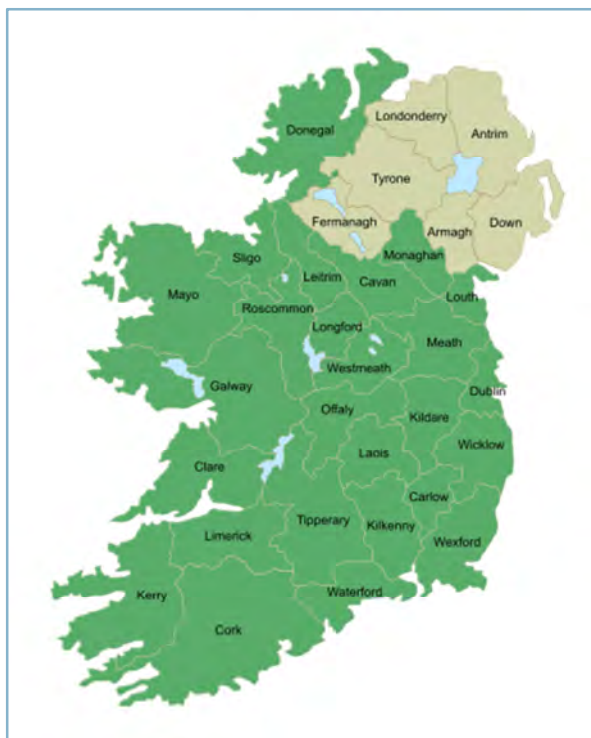 Londonderry
Antrim
Donegal
Tyrone
Fermanagh
Down
Armagh
Monaghan
Sligo
Leitrim
Cavan
Mayo
Louth
Roscommon
Longford
Meath
Westmeath
Galway
Dublin
Offaly
Kildare
Wicklow
Laois
Clare
Carlow
Tipperary
Kilkenny
Limerick
Wexford
Waterford
Kerry
Cork